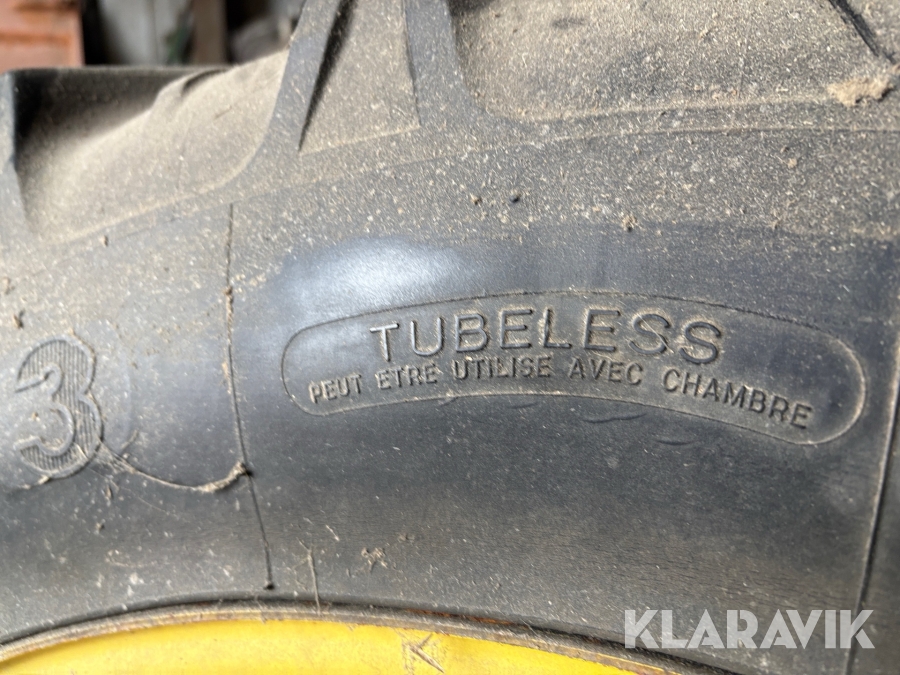 TUBELESS
PEUT ETRE UTILISE AVEC CHAMBRE
3
KLARAVIK